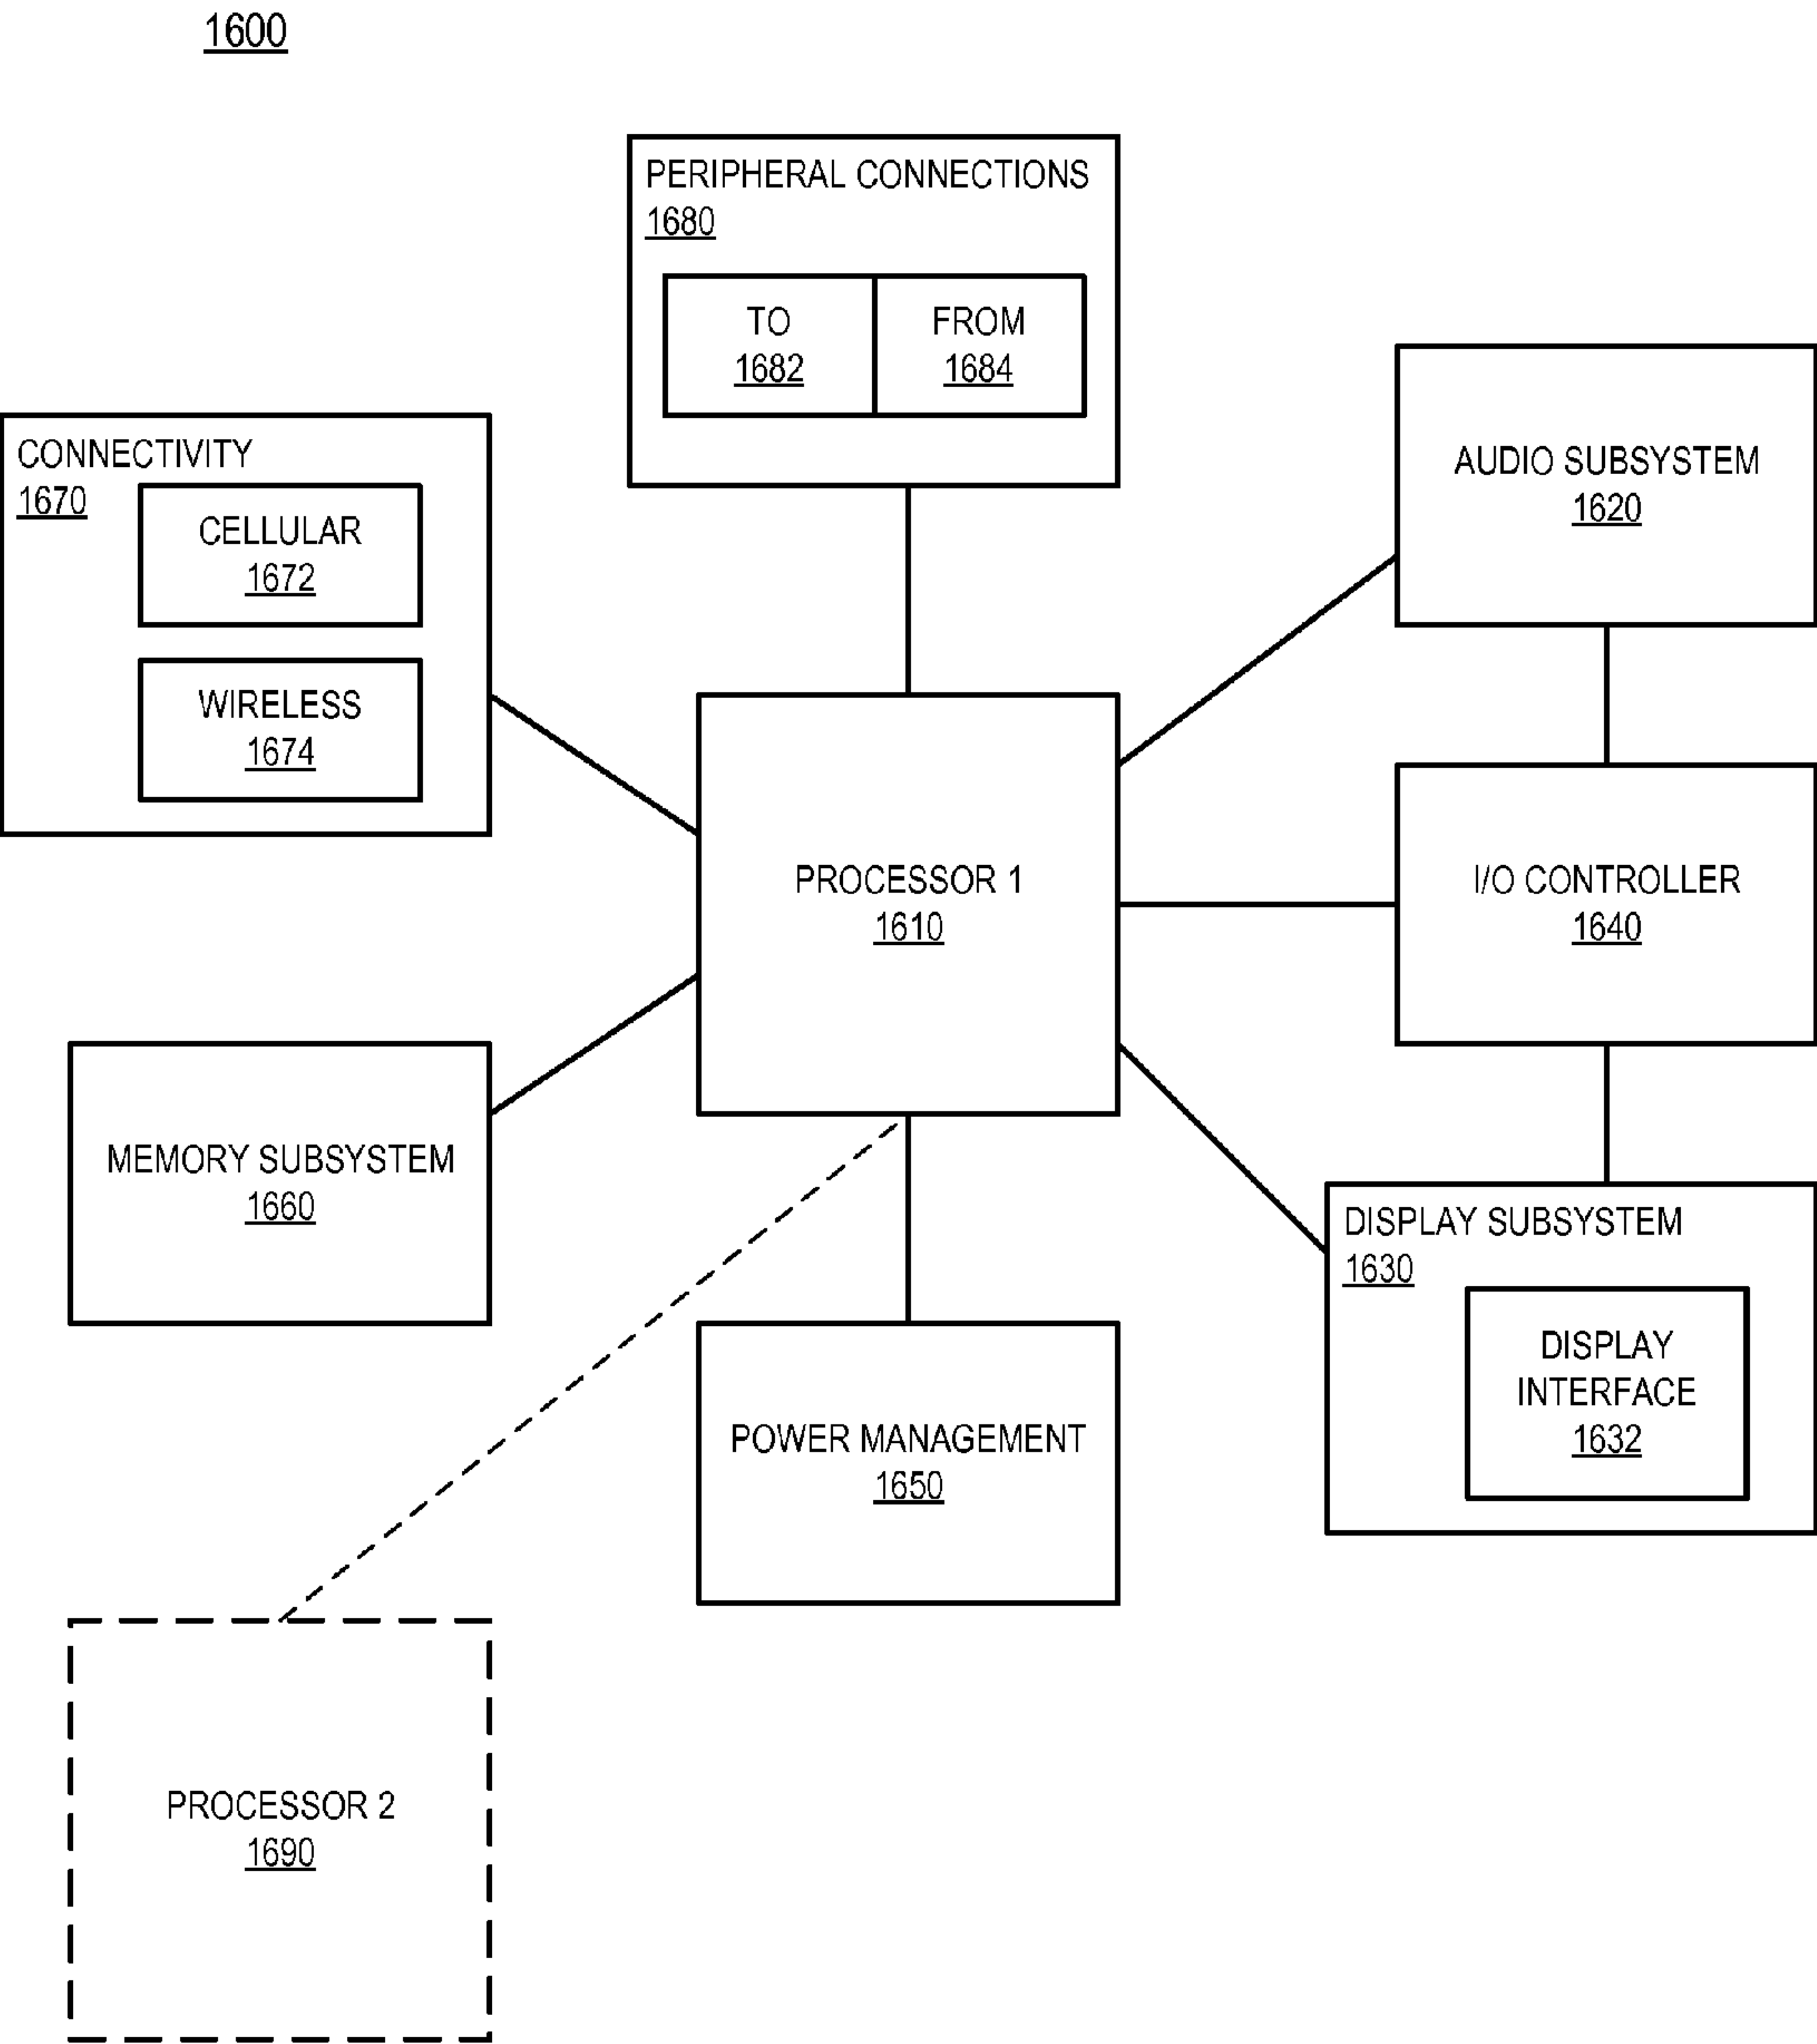 1600
PERIPHERAL CONNECTIONS
1680
TO
1682
FROM
1684
CONNECTIVITY
1670
CELLULAR
1672
WIRELESS
1674
AUDIO SUBSYSTEM
1620
PROCESSOR 1
1610
I/O CONTROLLER
1640
MEMORY SUBSYSTEM
1660
DISPLAY SUBSYSTEM
1630
DISPLAY
INTERFACE
1632
POWER MANAGEMENT
1650
PROCESSOR 2
1690